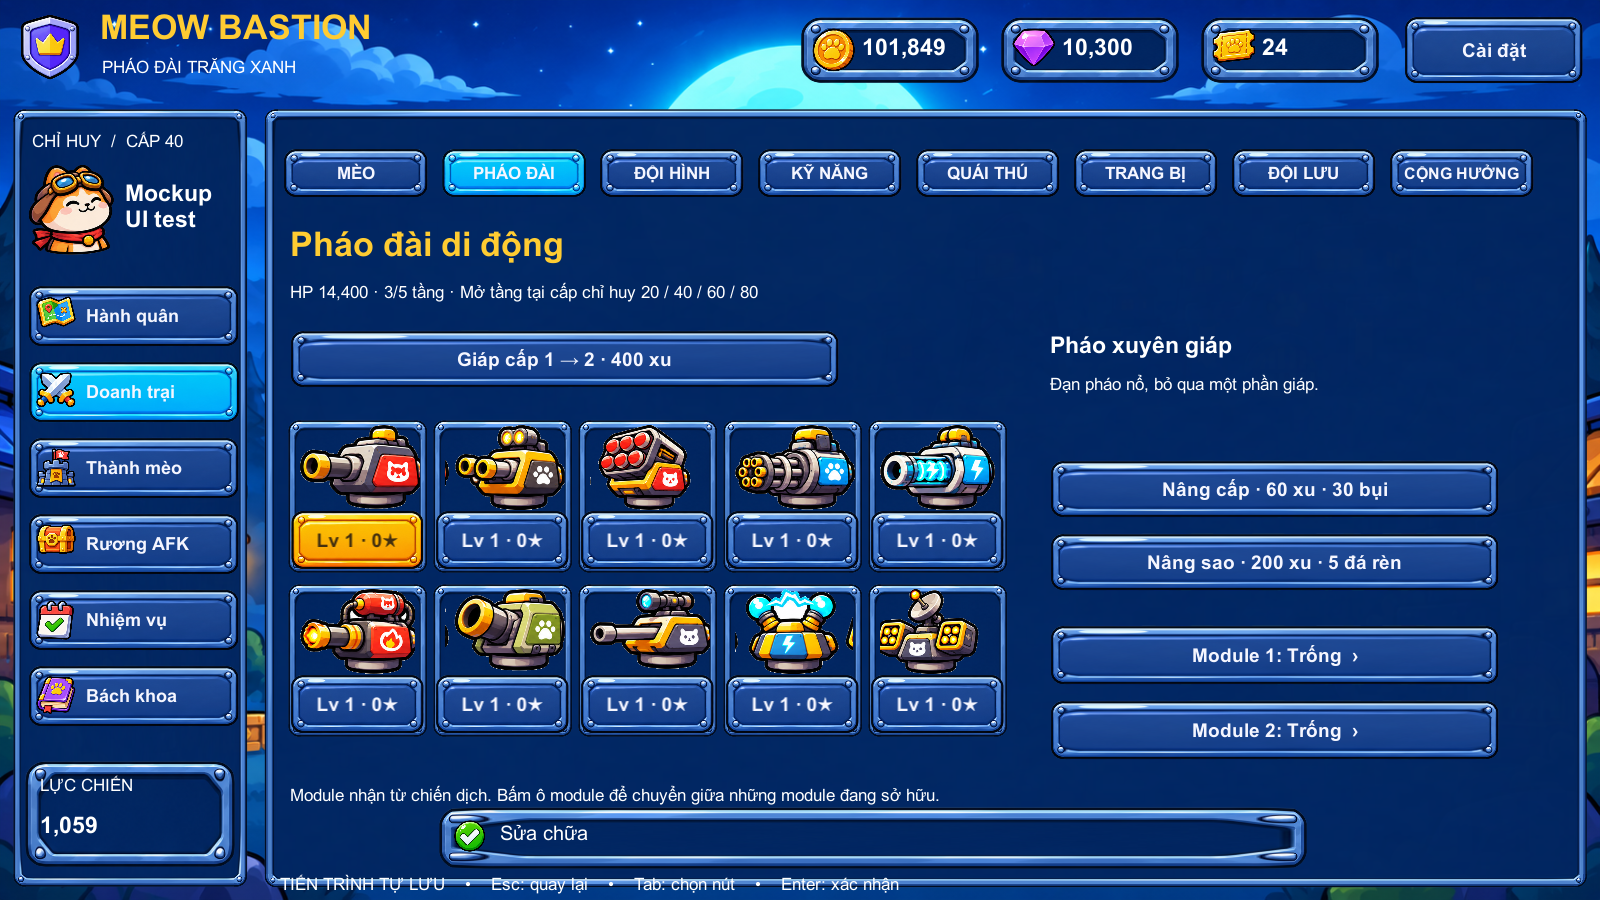 MEOW BASTION
PHÁO ĐÀI TRĂNG XANH
101,849
10,300
24
Cài đặt
CHỈ HUY / CẤP 40
Mockup
UI test
Hành quân
Doanh trại
Thành mèo
Rương AFK
Nhiệm vụ
Bách khoa
LỰC CHIẾN
1,059
MÈO
PHÁO ĐÀI
ĐỘI HÌNH
KỸ NĂNG
QUÁI THÚ
TRANG BỊ
ĐỘI LƯU
CỘNG HƯỞNG
Pháo đài di động
HP 14,400 · 3/5 tầng · Mở tầng tại cấp chỉ huy 20 / 40 / 60 / 80
Giáp cấp 1 → 2 · 400 xu
Lv 1 · 0★
Lv 1 · 0★
Lv 1 · 0★
Lv 1 · 0★
Lv 1 · 0★
Lv 1 · 0★
Lv 1 · 0★
Lv 1 · 0★
Lv 1 · 0★
Lv 1 · 0★
Pháo xuyên giáp
Đạn pháo nổ, bỏ qua một phần giáp.
Nâng cấp · 60 xu · 30 bụi
Nâng sao · 200 xu · 5 đá rèn
Module 1: Trống ›
Module 2: Trống ›
Module nhận từ chiến dịch. Bấm ô module để chuyển giữa những module đang sở hữu.
Sửa chữa
TIẾN TRÌNH TỰ LƯU • Esc: quay lại • Tab: chọn nút • Enter: xác nhận